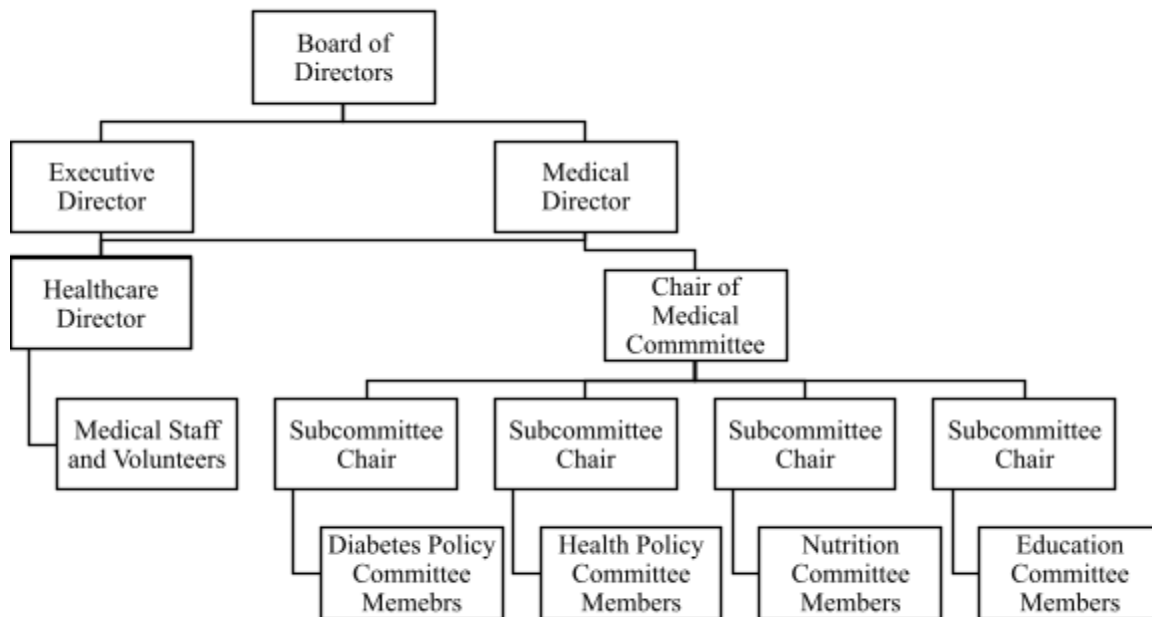 Board of
Directors
Executive
Director
Medical
Director
Healthcare
Director
Chair of
Medical
Commmittee
Medical Staff
and Volunteers
Subcommittee
Chair
Subcommittee
Chair
Subcommittee
Chair
Subcommittee
Chair
Diabetes Policy
Committee
Memebrs
Health Policy
Committee
Members
Nutrition
Committee
Members
Education
Committee
Members